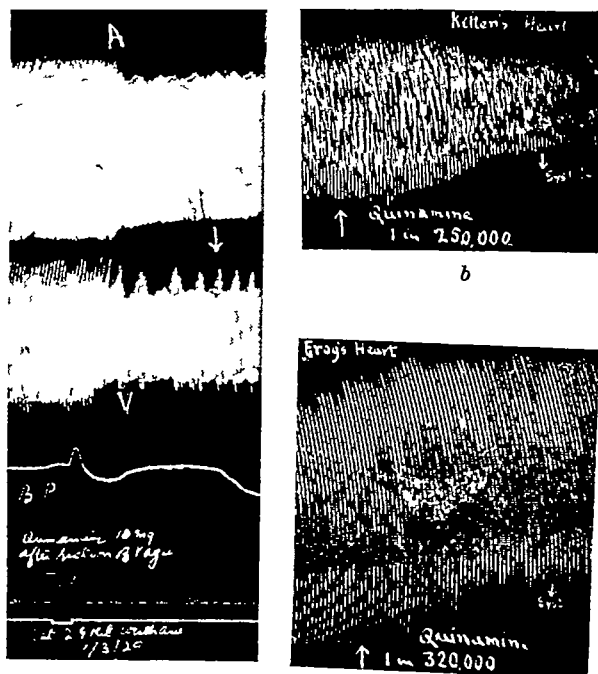 A
V
B P
Quinamine 10 mg
after section of Vagi
Kitten's Heart
Syst
Quinamine
1 in 250,000
b
Frog's Heart
Syst
Quinamine
1 in 320,000